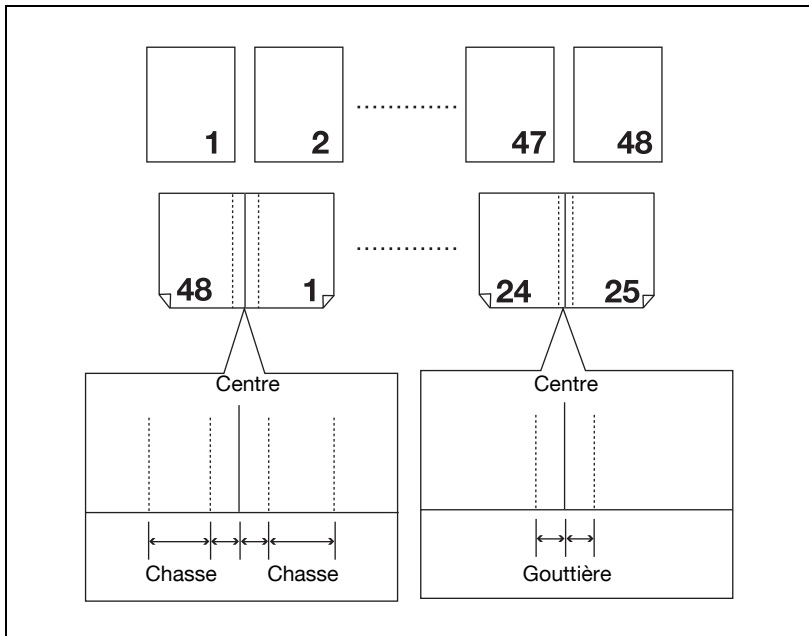 1 2 47 48
48 1 24 25
Centre
Chasse Chasse
Centre
Gouttière